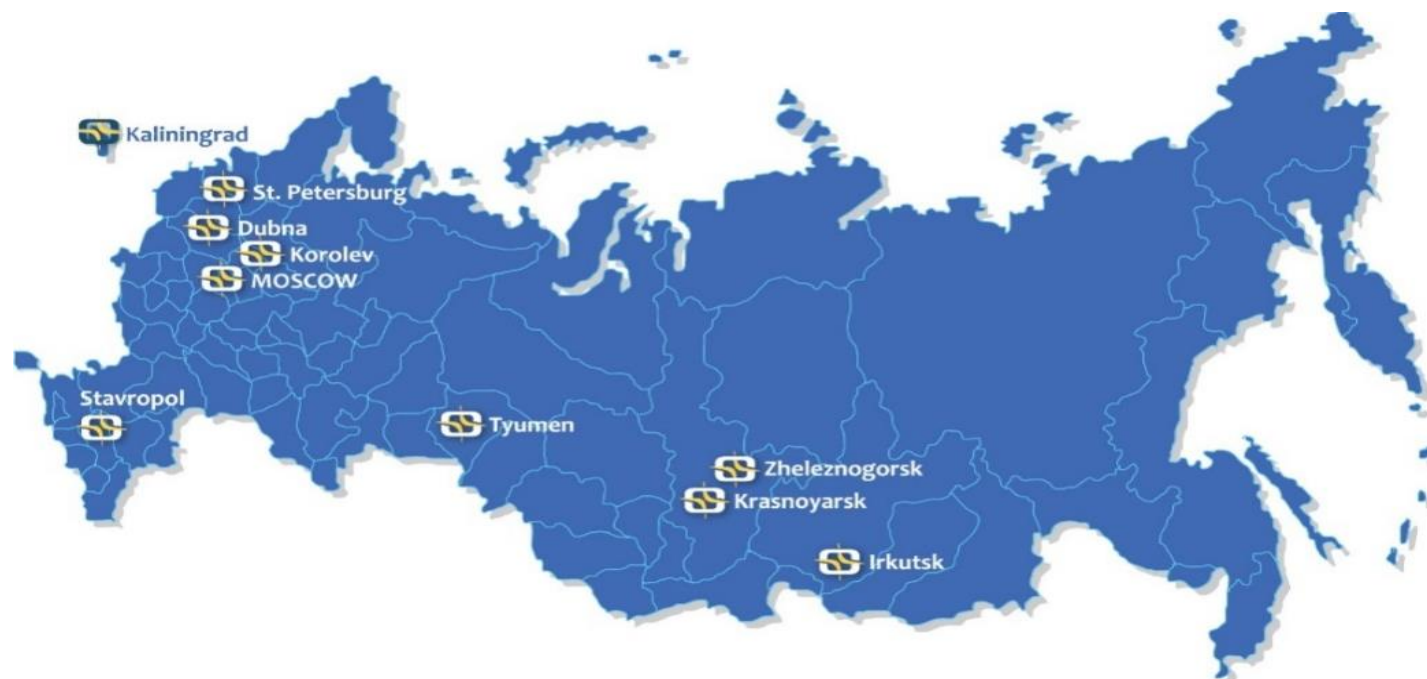 Kaliningrad
St. Petersburg
Dubna
Korolev
MOSCOW
Stavropol
Tyumen
Zheleznogorsk
Krasnoyarsk
Irkutsk